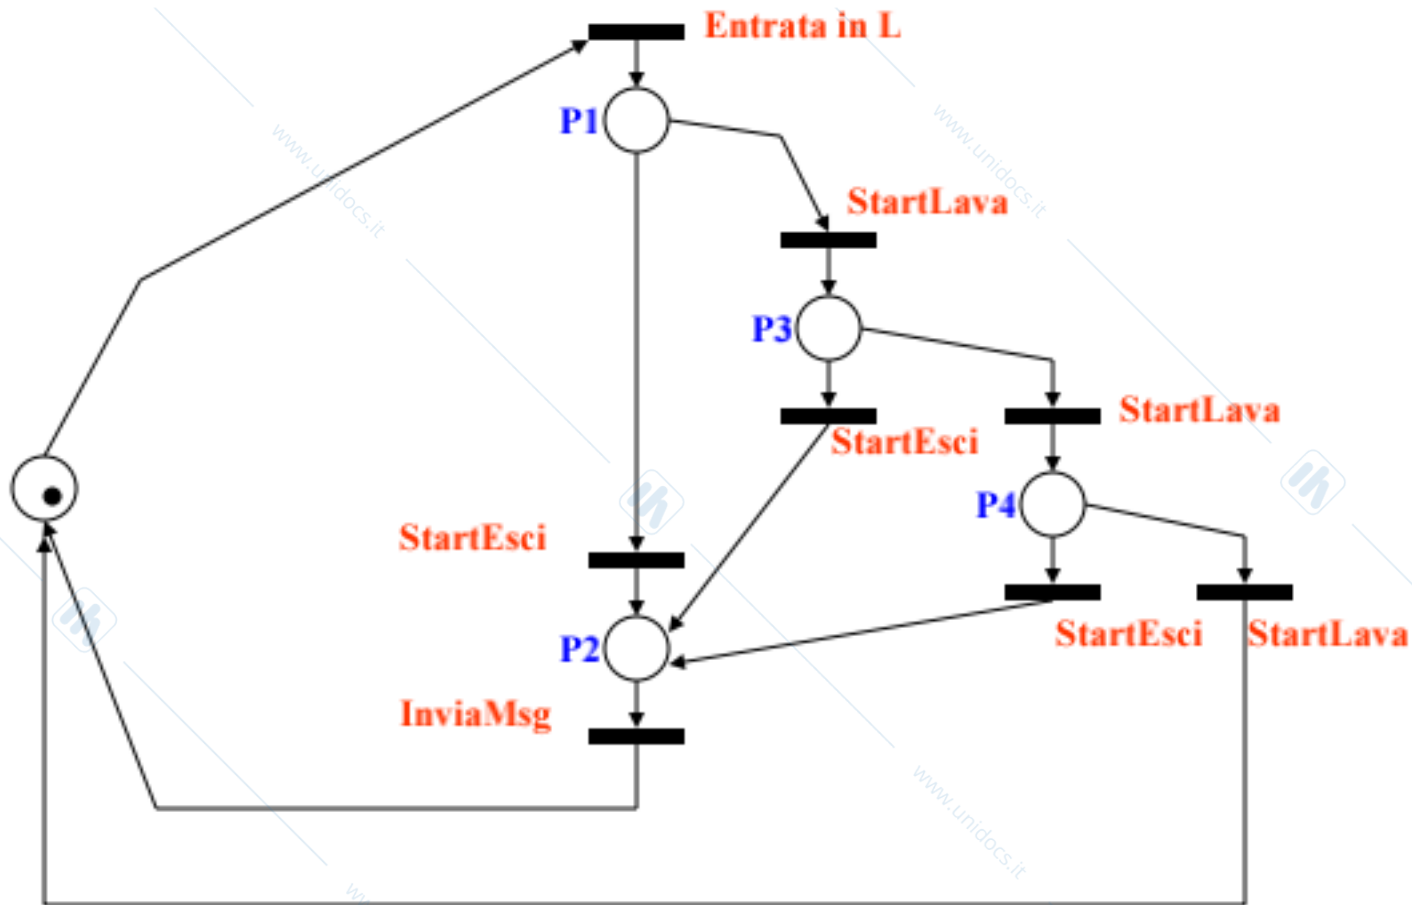 Entrata in L
P1
www.unidocs.it
www.unidocs.it
StartLava
P3
StartLava
StartEsci
P4
StartEsci
P2
StartEsci
StartLava
InviaMsg
www.unidocs.it